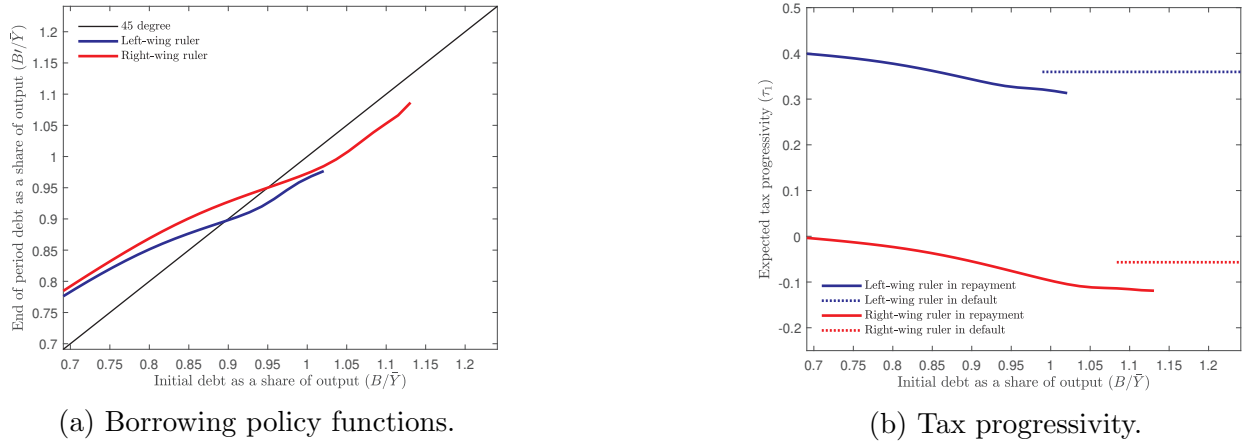 End of period debt as a share of output (B′/Ȳ)
1.2
1.15
1.1
1.05
1
0.95
0.9
0.85
0.8
0.75
0.7
45 degree
Left-wing ruler
Right-wing ruler
0.7 0.75 0.8 0.85 0.9 0.95 1 1.05 1.1 1.15 1.2
Initial debt as a share of output (B/Ȳ)
(a) Borrowing policy functions.
Expected tax progressivity (τ₁)
0.5
0.4
0.3
0.2
0.1
0
-0.1
-0.2
Left-wing ruler in repayment
Left-wing ruler in default
Right-wing ruler in repayment
Right-wing ruler in default
0.7 0.75 0.8 0.85 0.9 0.95 1 1.05 1.1 1.15 1.2
Initial debt as a share of output (B/Ȳ)
(b) Tax progressivity.